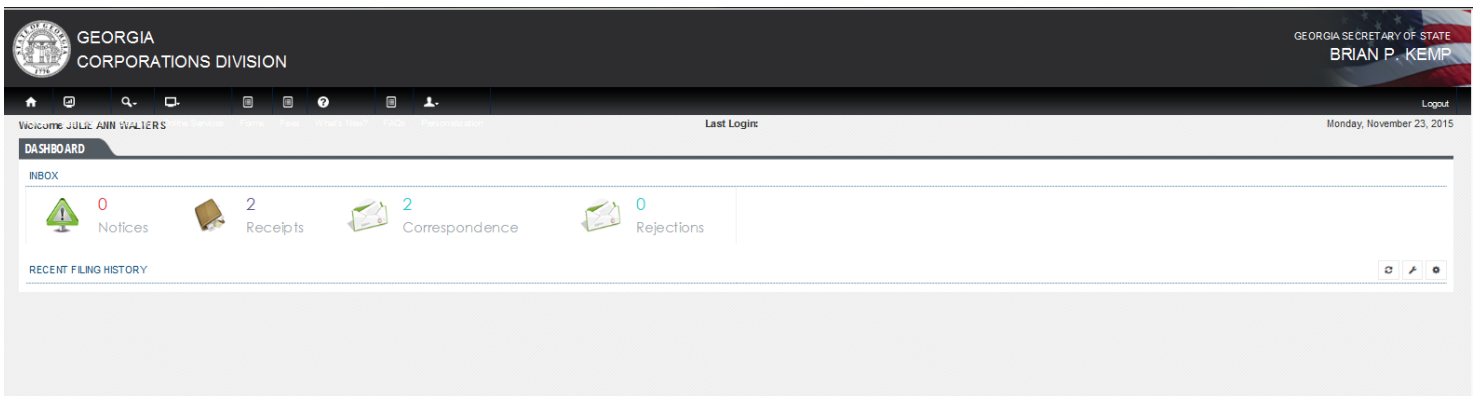 GEORGIA
CORPORATIONS DIVISION
GEORGIA SECRETARY OF STATE
BRIAN P. KEMP
Logout
Welcome JULIE ANN WALTERS
Last Login:
Monday, November 23, 2015
DASHBOARD
INBOX
0
Notices
2
Receipts
2
Correspondence
0
Rejections
RECENT FILING HISTORY